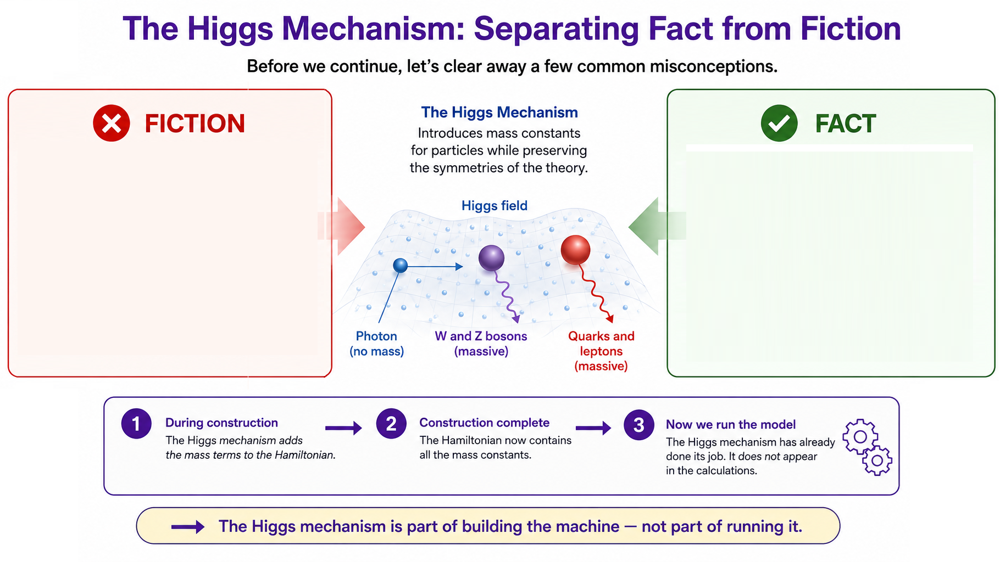 The Higgs Mechanism: Separating Fact from Fiction
Before we continue, let's clear away a few common misconceptions.
FICTION
The Higgs Mechanism
Introduces mass constants
for particles while preserving
the symmetries of the theory.
Higgs field
Photon
(no mass)
W and Z bosons
(massive)
Quarks and
leptons
(massive)
FACT
1
During construction
The Higgs mechanism adds
the mass terms to the Hamiltonian.
2
Construction complete
The Hamiltonian now contains
all the mass constants.
3
Now we run the model
The Higgs mechanism has already
done its job. It does not appear
in the calculations.
The Higgs mechanism is part of building the machine — not part of running it.